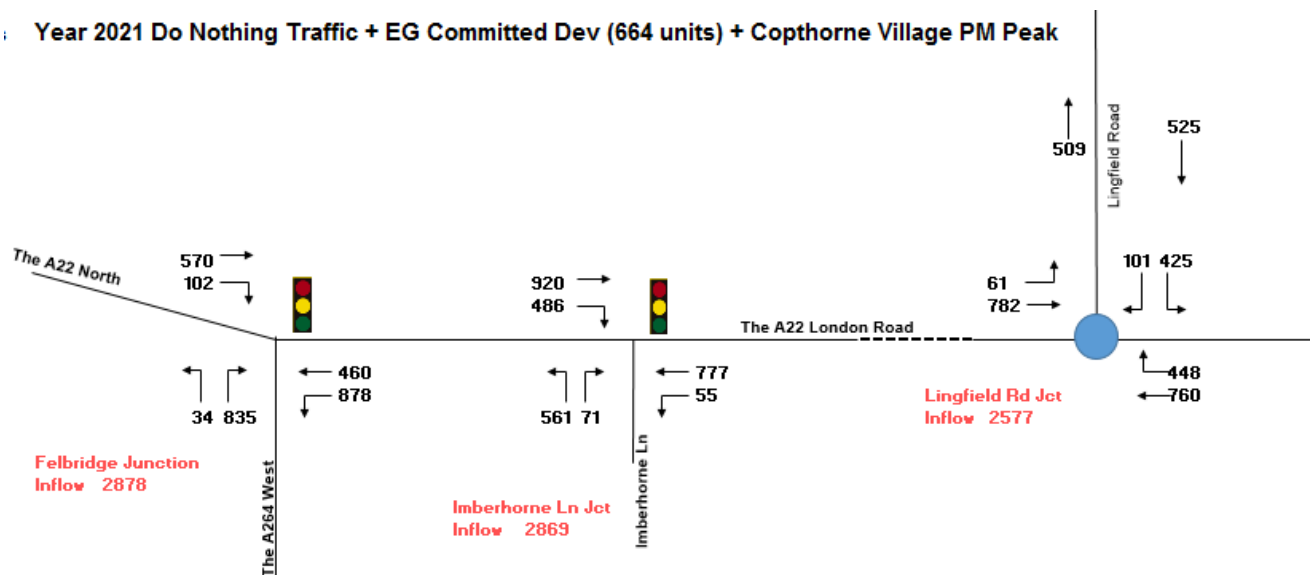 Year 2021 Do Nothing Traffic + EG Committed Dev (664 units) + Copthorne Village PM Peak
Lingfield Road
509
525
The A22 North
570
102
920
486
61
782
101 425
The A22 London Road
34 835
460
878
561 71
777
55
448
760
Lingfield Rd Jct
Inflow 2577
Felbridge Junction
Inflow 2878
The A264 West
Imberhorne Ln Jct
Inflow 2869
Imberhorne Ln